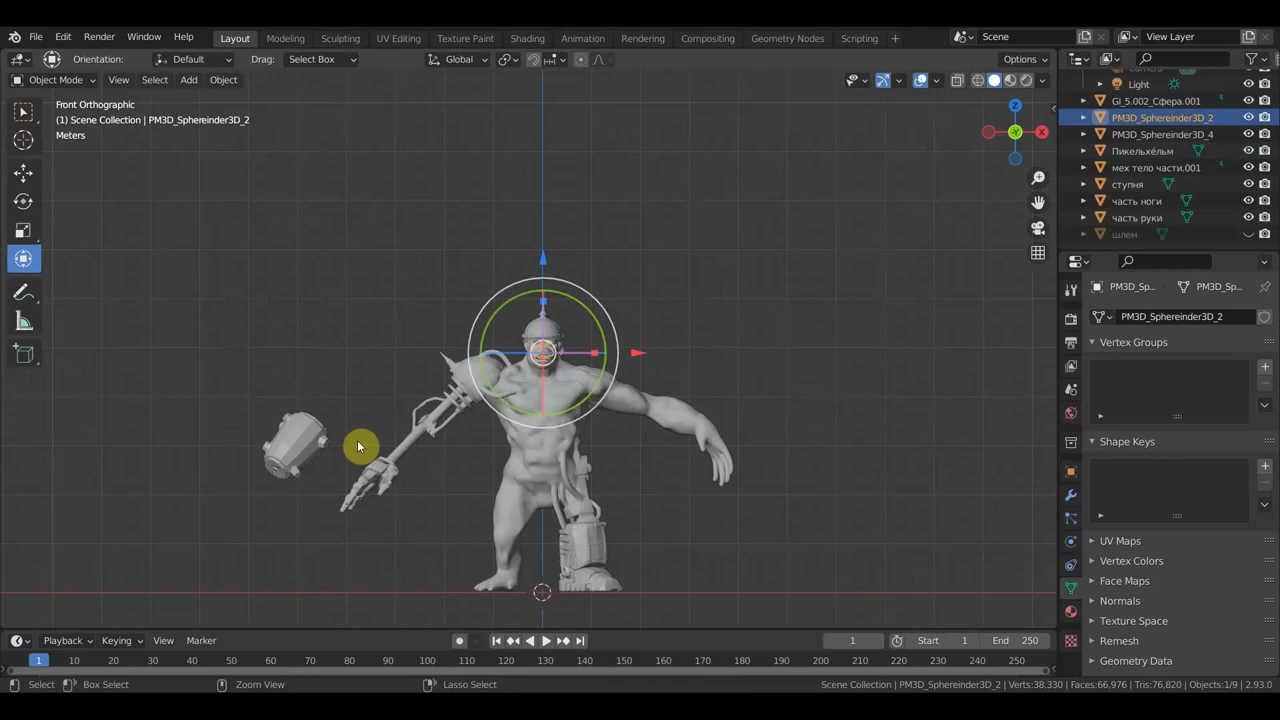 File Edit Render Window Help Layout Modeling Sculpting UV Editing Texture Paint Shading Animation Rendering Compositing Geometry Nodes Scripting + Scene View Layer
Orientation: Default Drag: Select Box Global Options
Object Mode View Select Add Object
Front Orthographic
(1) Scene Collection | PM3D_Sphereinder3D_2
Meters
Z
X
-Y
Light
GI_5.002_Сфера.001
PM3D_Sphereinder3D_2
PM3D_Sphereinder3D_4
Пикельхе́льм
мех тело части.001
ступня
часть ноги
часть руки
шлем
PM3D_Sp... PM3D_Sp...
PM3D_Sphereinder3D_2
Vertex Groups
Shape Keys
UV Maps
Vertex Colors
Face Maps
Normals
Texture Space
Remesh
Geometry Data
Playback Keying View Marker 1 Start 1 End 250
1 10 20 30 40 50 60 70 80 90 100 110 120 130 140 150 160 170 180 190 200 210 220 230 240 250
Select Box Select Zoom View Lasso Select Scene Collection | PM3D_Sphereinder3D_2 | Verts:38,330 | Faces:66,976 | Tris:76,820 | Objects:1/9 | 2.93.0